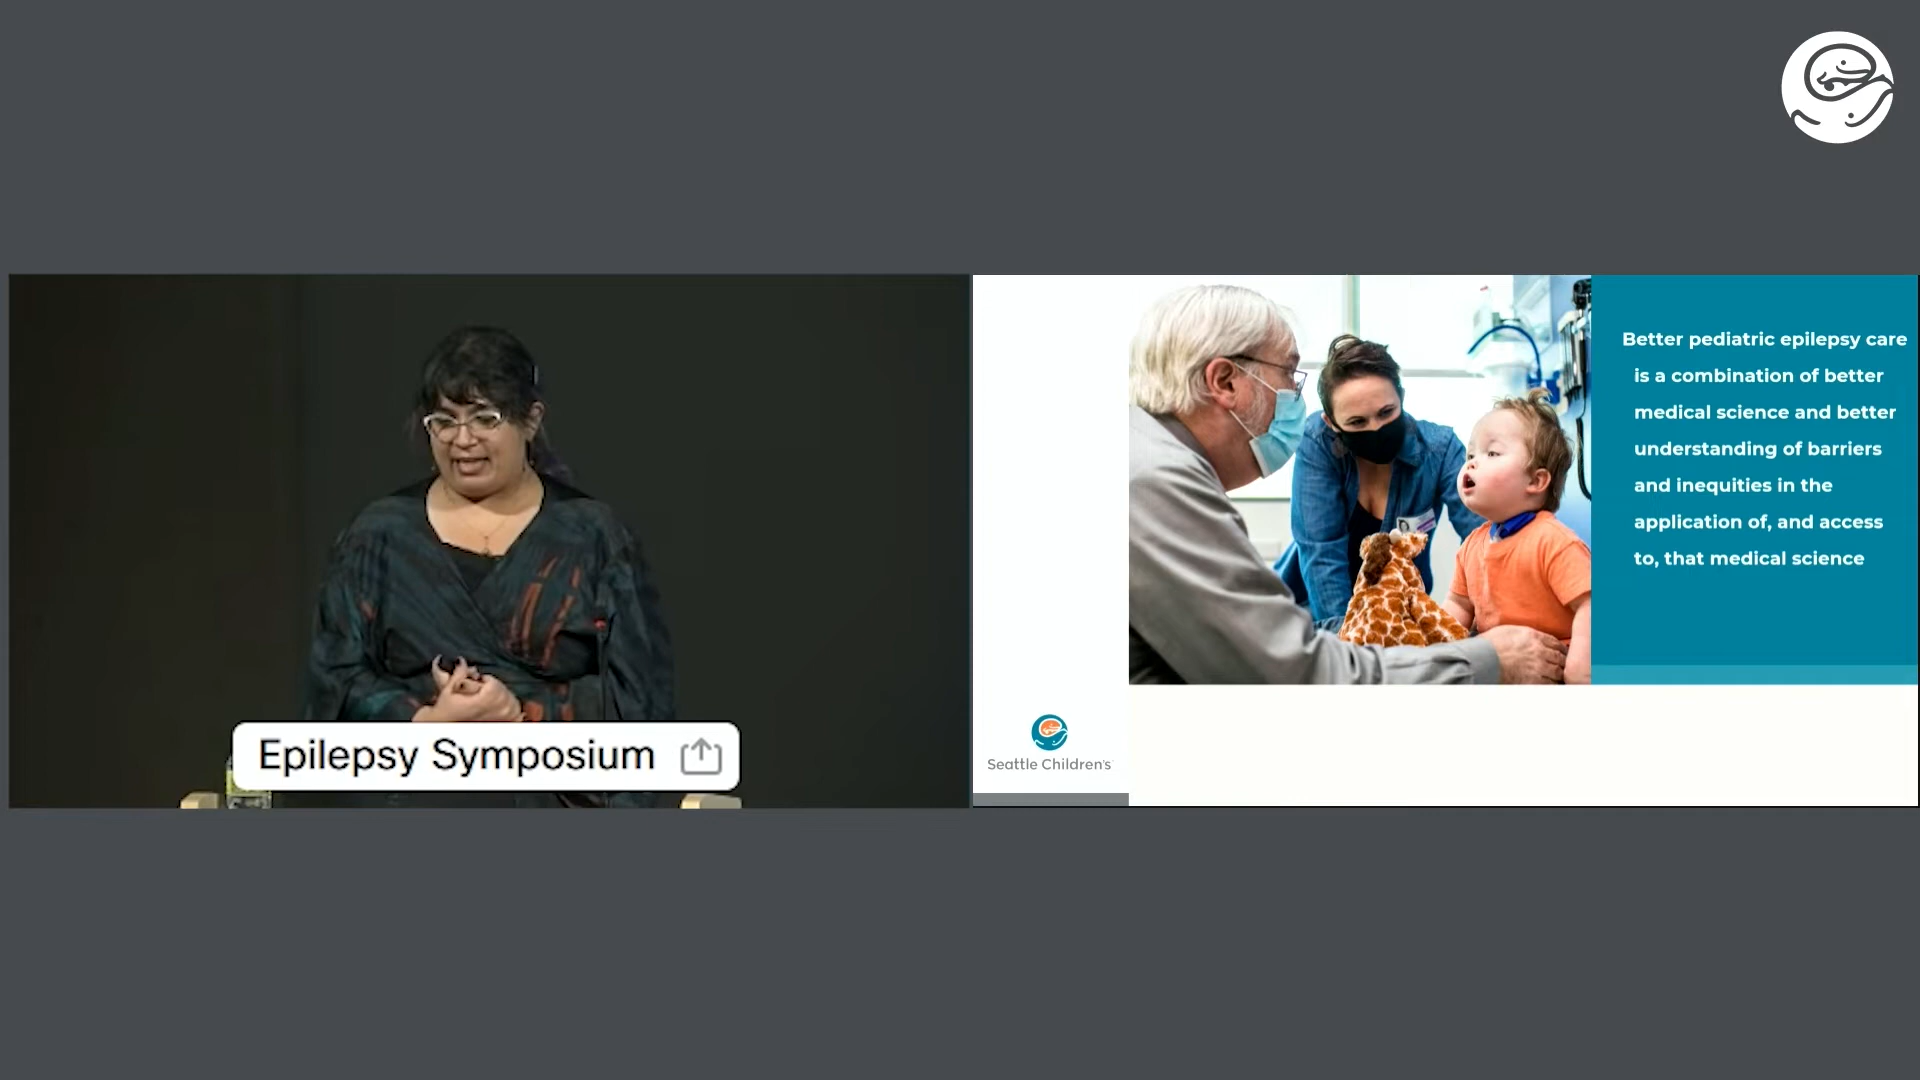 Epilepsy Symposium
Better pediatric epilepsy care
is a combination of better
medical science and better
understanding of barriers
and inequities in the
application of, and access
to, that medical science
Seattle Children's